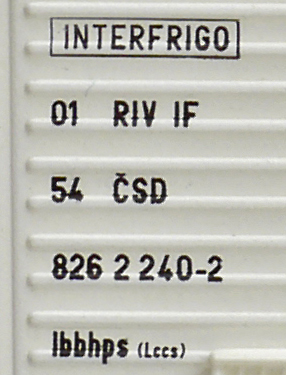 INTERFRIGO
01 RIV IF
54 ČSD
826 2 240-2
Ibbhps (Lccs)